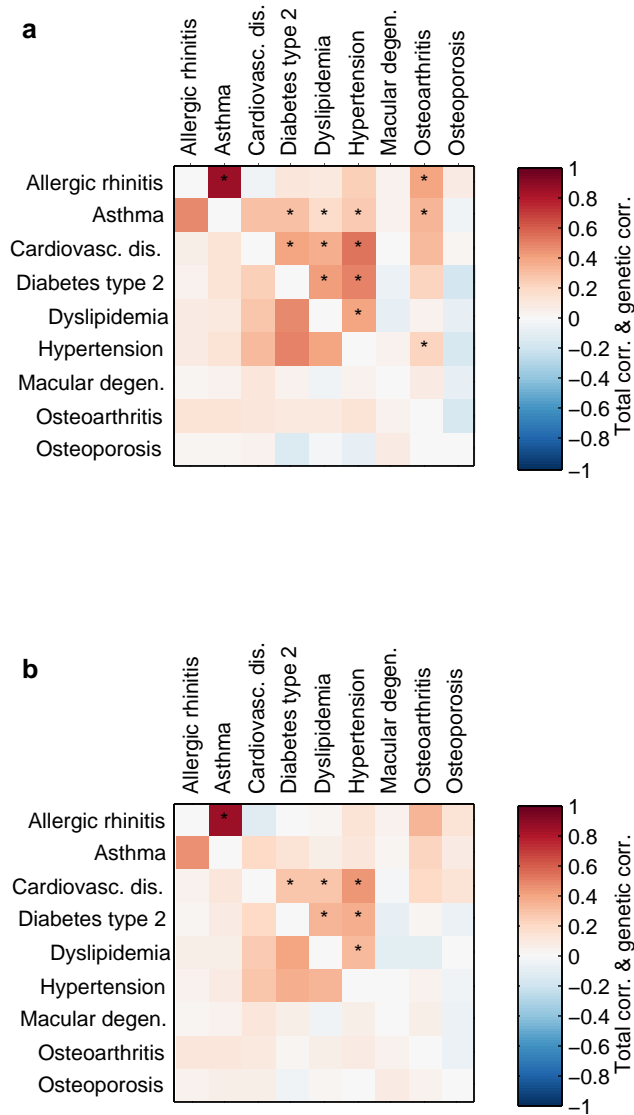 a
Allergic rhinitis
Asthma
Cardiovasc. dis.
Diabetes type 2
Dyslipidemia
Hypertension
Macular degen.
Osteoarthritis
Osteoporosis
Allergic rhinitis * *
Asthma * * * *
Cardiovasc. dis. * * *
Diabetes type 2 * *
Dyslipidemia *
Hypertension *
Macular degen.
Osteoarthritis
Osteoporosis
1
0.8
0.6
0.4
0.2
0
−0.2
−0.4
−0.6
−0.8
−1
Total corr. & genetic corr.
b
Allergic rhinitis
Asthma
Cardiovasc. dis.
Diabetes type 2
Dyslipidemia
Hypertension
Macular degen.
Osteoarthritis
Osteoporosis
Allergic rhinitis *
Asthma
Cardiovasc. dis. * * *
Diabetes type 2 * *
Dyslipidemia *
Hypertension
Macular degen.
Osteoarthritis
Osteoporosis
1
0.8
0.6
0.4
0.2
0
−0.2
−0.4
−0.6
−0.8
−1
Total corr. & genetic corr.